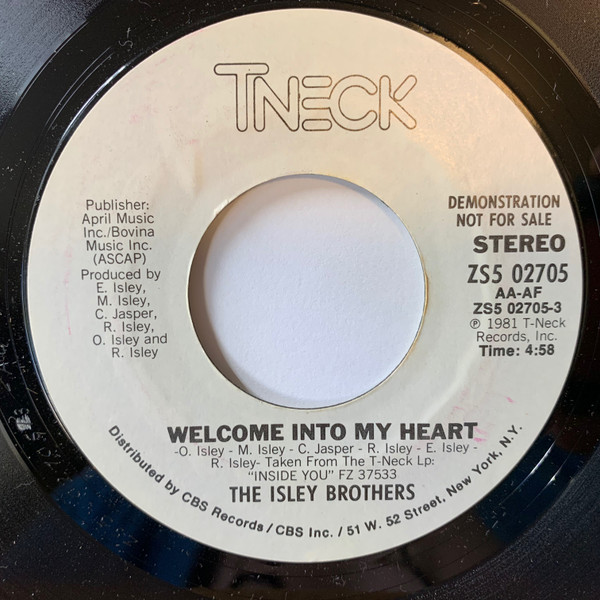 TNECK
Publisher:
April Music
Inc./Bovina
Music Inc.
(ASCAP)
Produced by
E. Isley,
M. Isley,
C. Jasper,
R. Isley,
O. Isley and
R. Isley
DEMONSTRATION
NOT FOR SALE
STEREO
ZS5 02705
AA-AF
ZS5 02705-3
℗ 1981 T-Neck
Records, Inc.
Time: 4:58
WELCOME INTO MY HEART
-O. Isley - M. Isley - C. Jasper - R. Isley - E. Isley -
R. Isley- Taken From The T-Neck Lp:
"INSIDE YOU" FZ 37533
THE ISLEY BROTHERS
Distributed by CBS Records / CBS Inc. / 51 W. 52 Street, New York, N.Y.